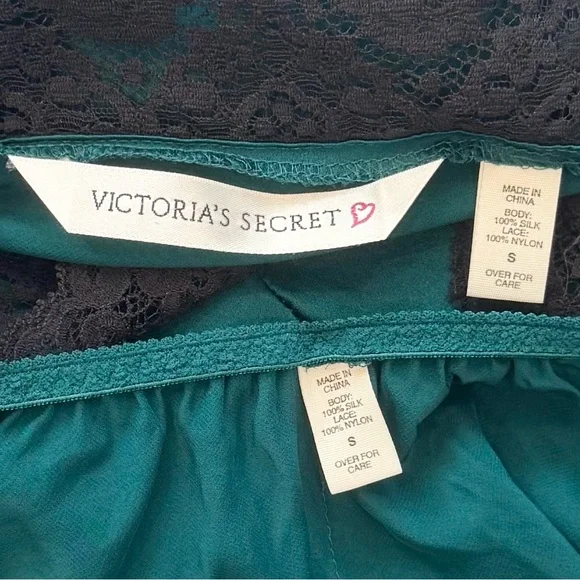 VICTORIA'S SECRET
MADE IN
CHINA
BODY:
100% SILK
LACE:
100% NYLON
S
OVER FOR
CARE
MADE IN
CHINA
BODY:
100% SILK
LACE:
100% NYLON
S
OVER FOR
CARE